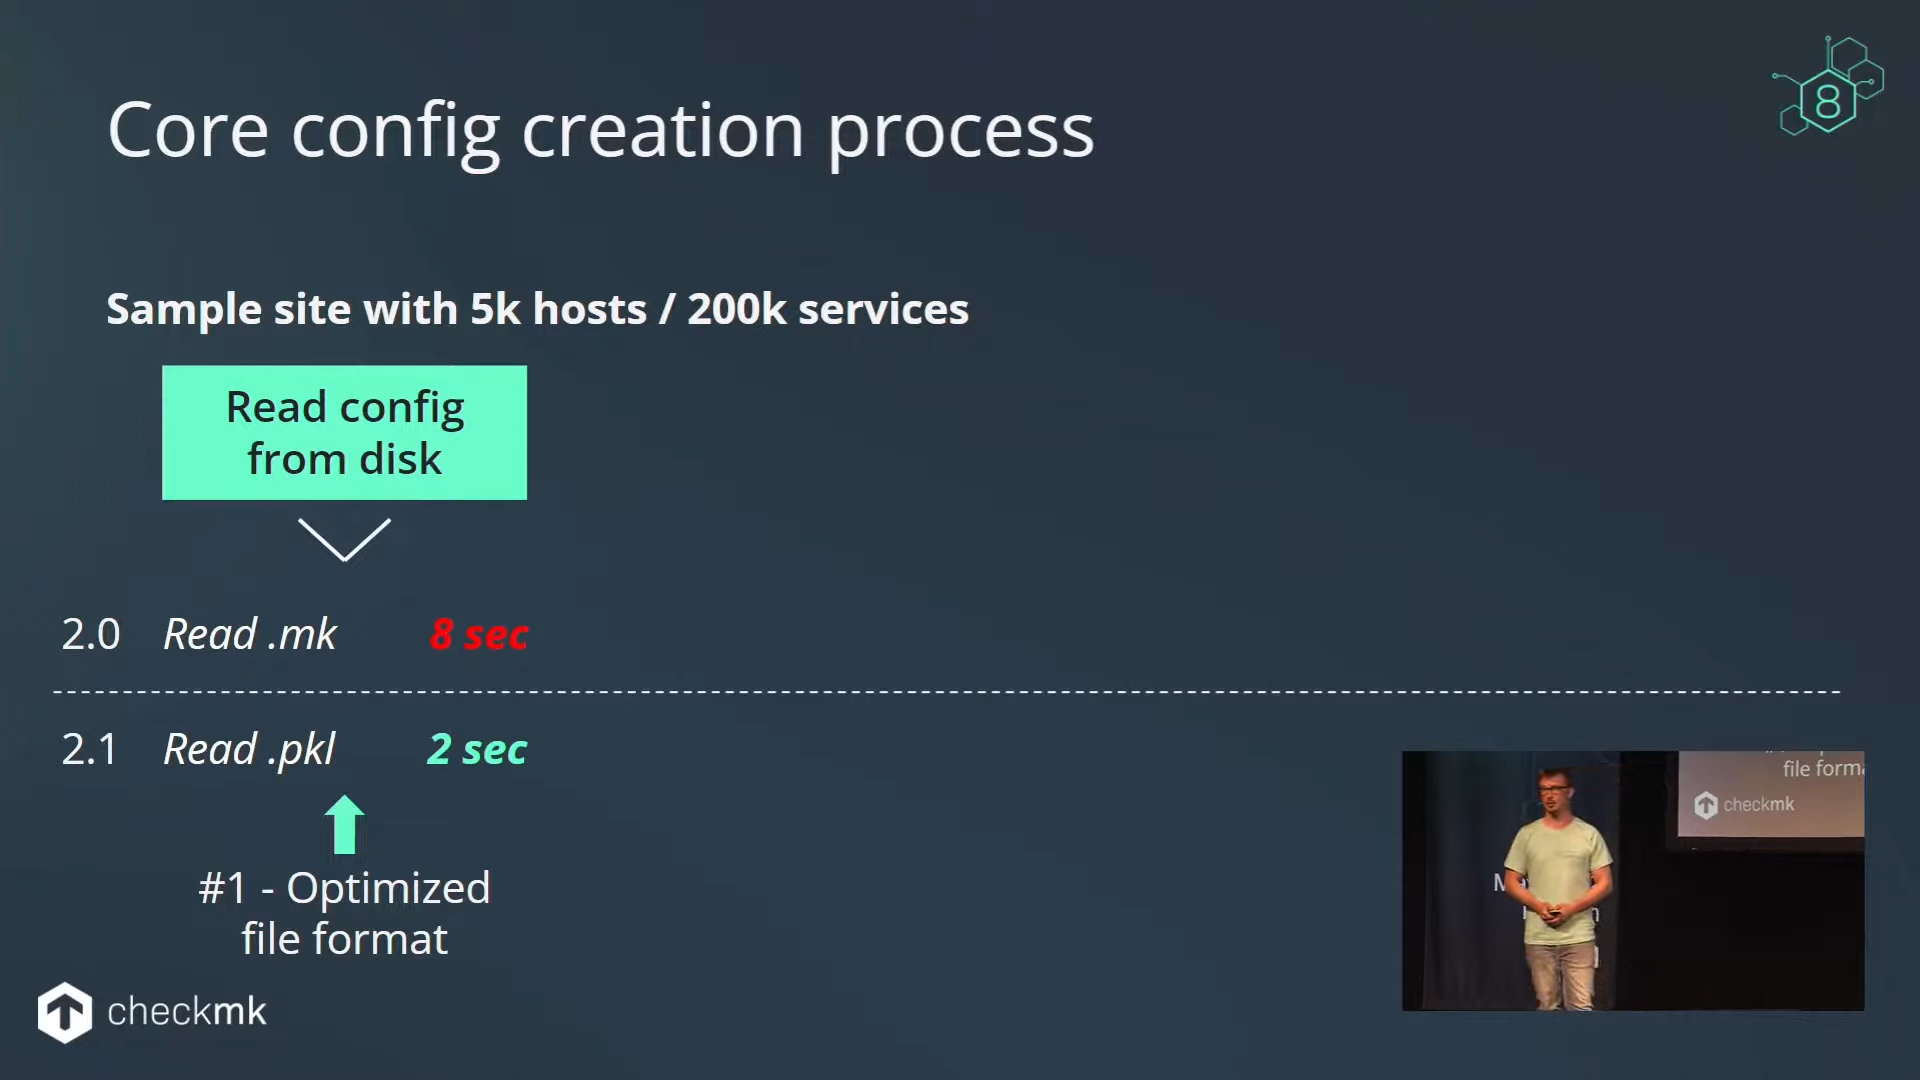 8
Core config creation process
Sample site with 5k hosts / 200k services
Read config
from disk
2.0 Read .mk 8 sec
2.1 Read .pkl 2 sec
#1 - Optimized
file format
checkmk
checkmk